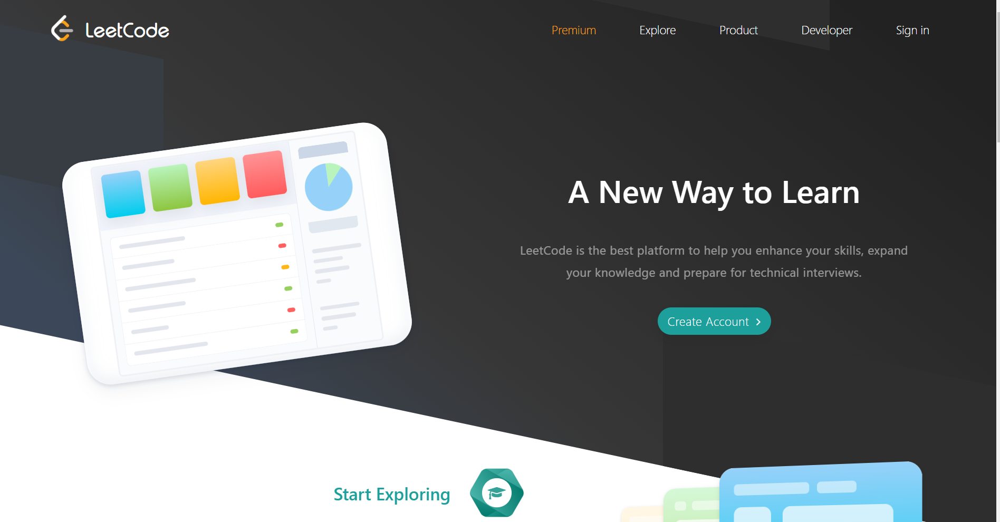 LeetCode
Premium
Explore
Product
Developer
Sign in
A New Way to Learn
LeetCode is the best platform to help you enhance your skills, expand
your knowledge and prepare for technical interviews.
Create Account
Start Exploring